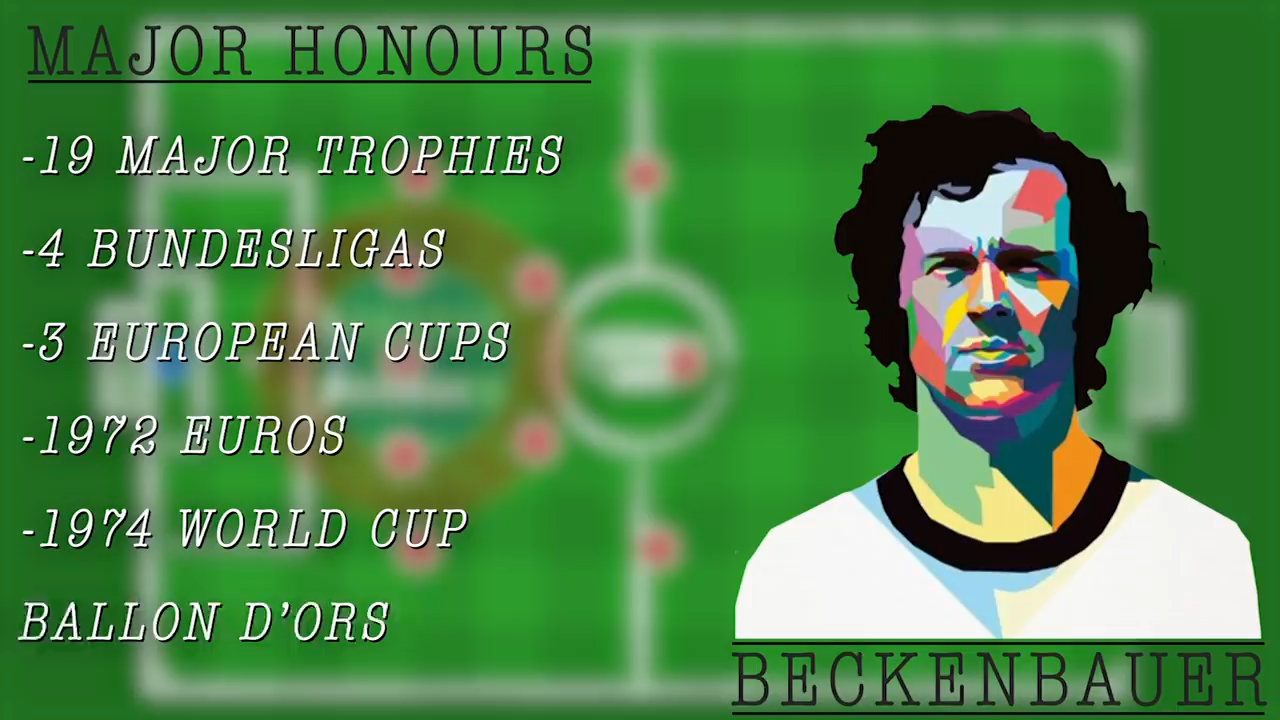 MAJOR HONOURS
-19 MAJOR TROPHIES
-4 BUNDESLIGAS
-3 EUROPEAN CUPS
-1972 EUROS
-1974 WORLD CUP
BALLON D'ORS
BECKENBAUER